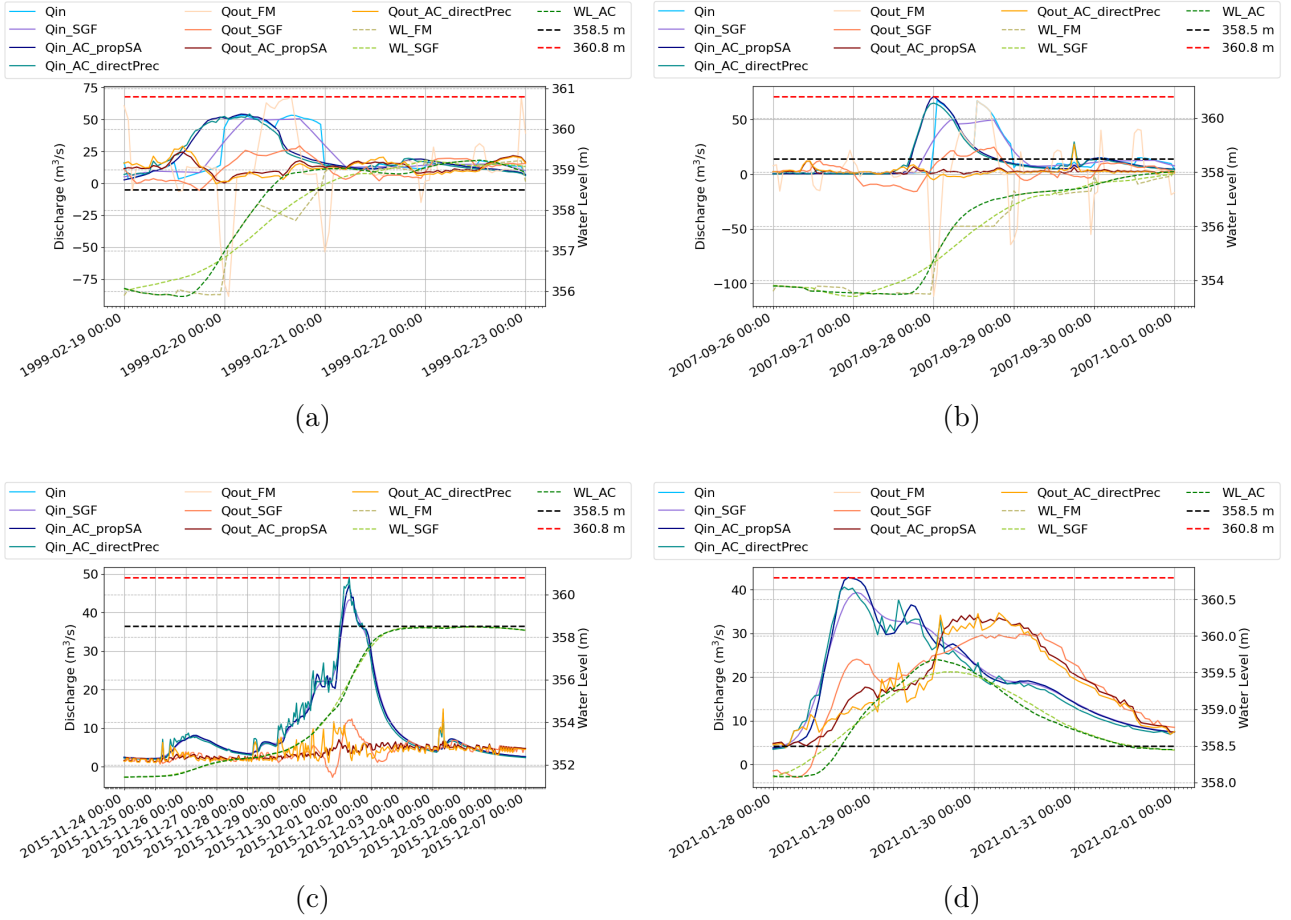 Qin Qout_FM Qout_AC_directPrec WL_AC
Qin_SGF Qout_SGF WL_FM 358.5 m
Qin_AC_propSA Qout_AC_propSA WL_SGF 360.8 m
Qin_AC_directPrec
75
50
25
0
−25
−50
−75
Discharge (m³/s)
361
360
359
358
357
356
Water Level (m)
1999-02-19 00:00
1999-02-20 00:00
1999-02-21 00:00
1999-02-22 00:00
1999-02-23 00:00
(a)
Qin Qout_FM Qout_AC_directPrec WL_AC
Qin_SGF Qout_SGF WL_FM 358.5 m
Qin_AC_propSA Qout_AC_propSA WL_SGF 360.8 m
Qin_AC_directPrec
50
0
−50
−100
Discharge (m³/s)
360
358
356
354
Water Level (m)
2007-09-26 00:00
2007-09-27 00:00
2007-09-28 00:00
2007-09-29 00:00
2007-09-30 00:00
2007-10-01 00:00
(b)
Qin Qout_FM Qout_AC_directPrec WL_AC
Qin_SGF Qout_SGF WL_FM 358.5 m
Qin_AC_propSA Qout_AC_propSA WL_SGF 360.8 m
Qin_AC_directPrec
50
40
30
20
10
0
Discharge (m³/s)
360
358
356
354
352
Water Level (m)
2015-11-24 00:00
2015-11-25 00:00
2015-11-26 00:00
2015-11-27 00:00
2015-11-28 00:00
2015-11-29 00:00
2015-11-30 00:00
2015-12-01 00:00
2015-12-02 00:00
2015-12-03 00:00
2015-12-04 00:00
2015-12-05 00:00
2015-12-06 00:00
2015-12-07 00:00
(c)
Qin Qout_FM Qout_AC_directPrec WL_AC
Qin_SGF Qout_SGF WL_FM 358.5 m
Qin_AC_propSA Qout_AC_propSA WL_SGF 360.8 m
Qin_AC_directPrec
40
30
20
10
0
Discharge (m³/s)
360.5
360.0
359.5
359.0
358.5
358.0
Water Level (m)
2021-01-28 00:00
2021-01-29 00:00
2021-01-30 00:00
2021-01-31 00:00
2021-02-01 00:00
(d)